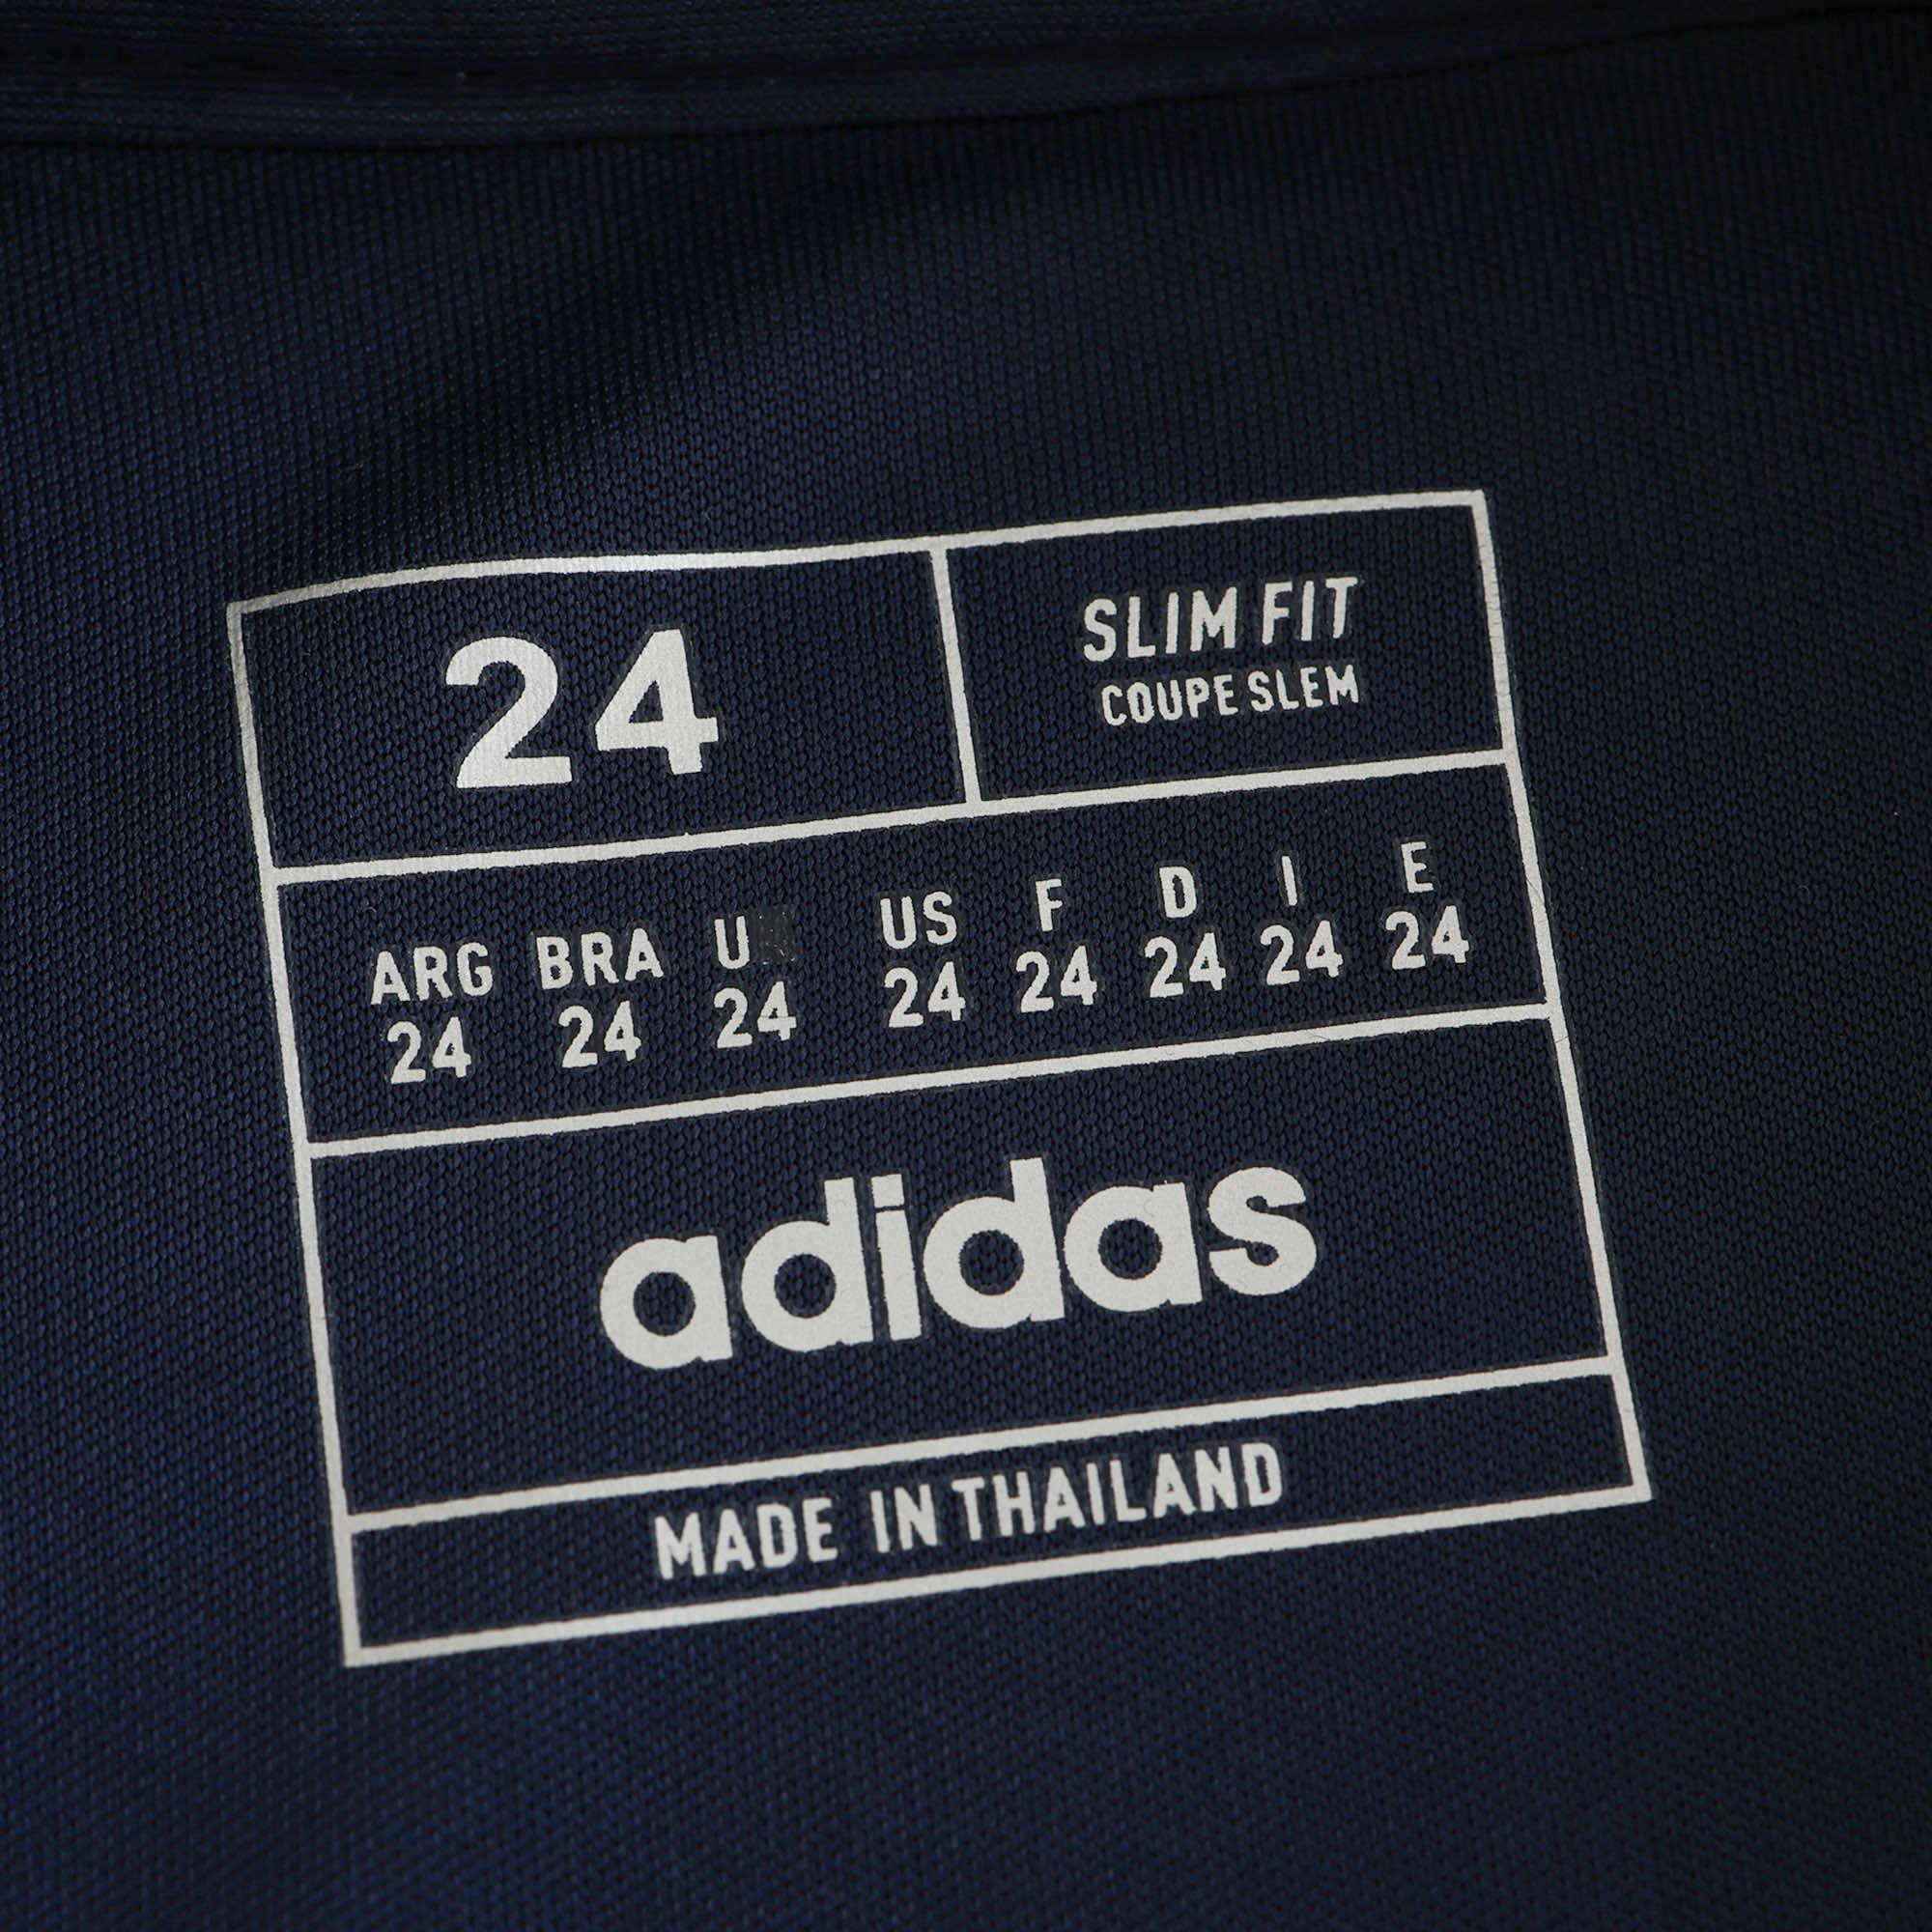 24
SLIM FIT
COUPE SLEM
ARG BRA U US F D I E
24 24 24 24 24 24 24 24
adidas
MADE IN THAILAND